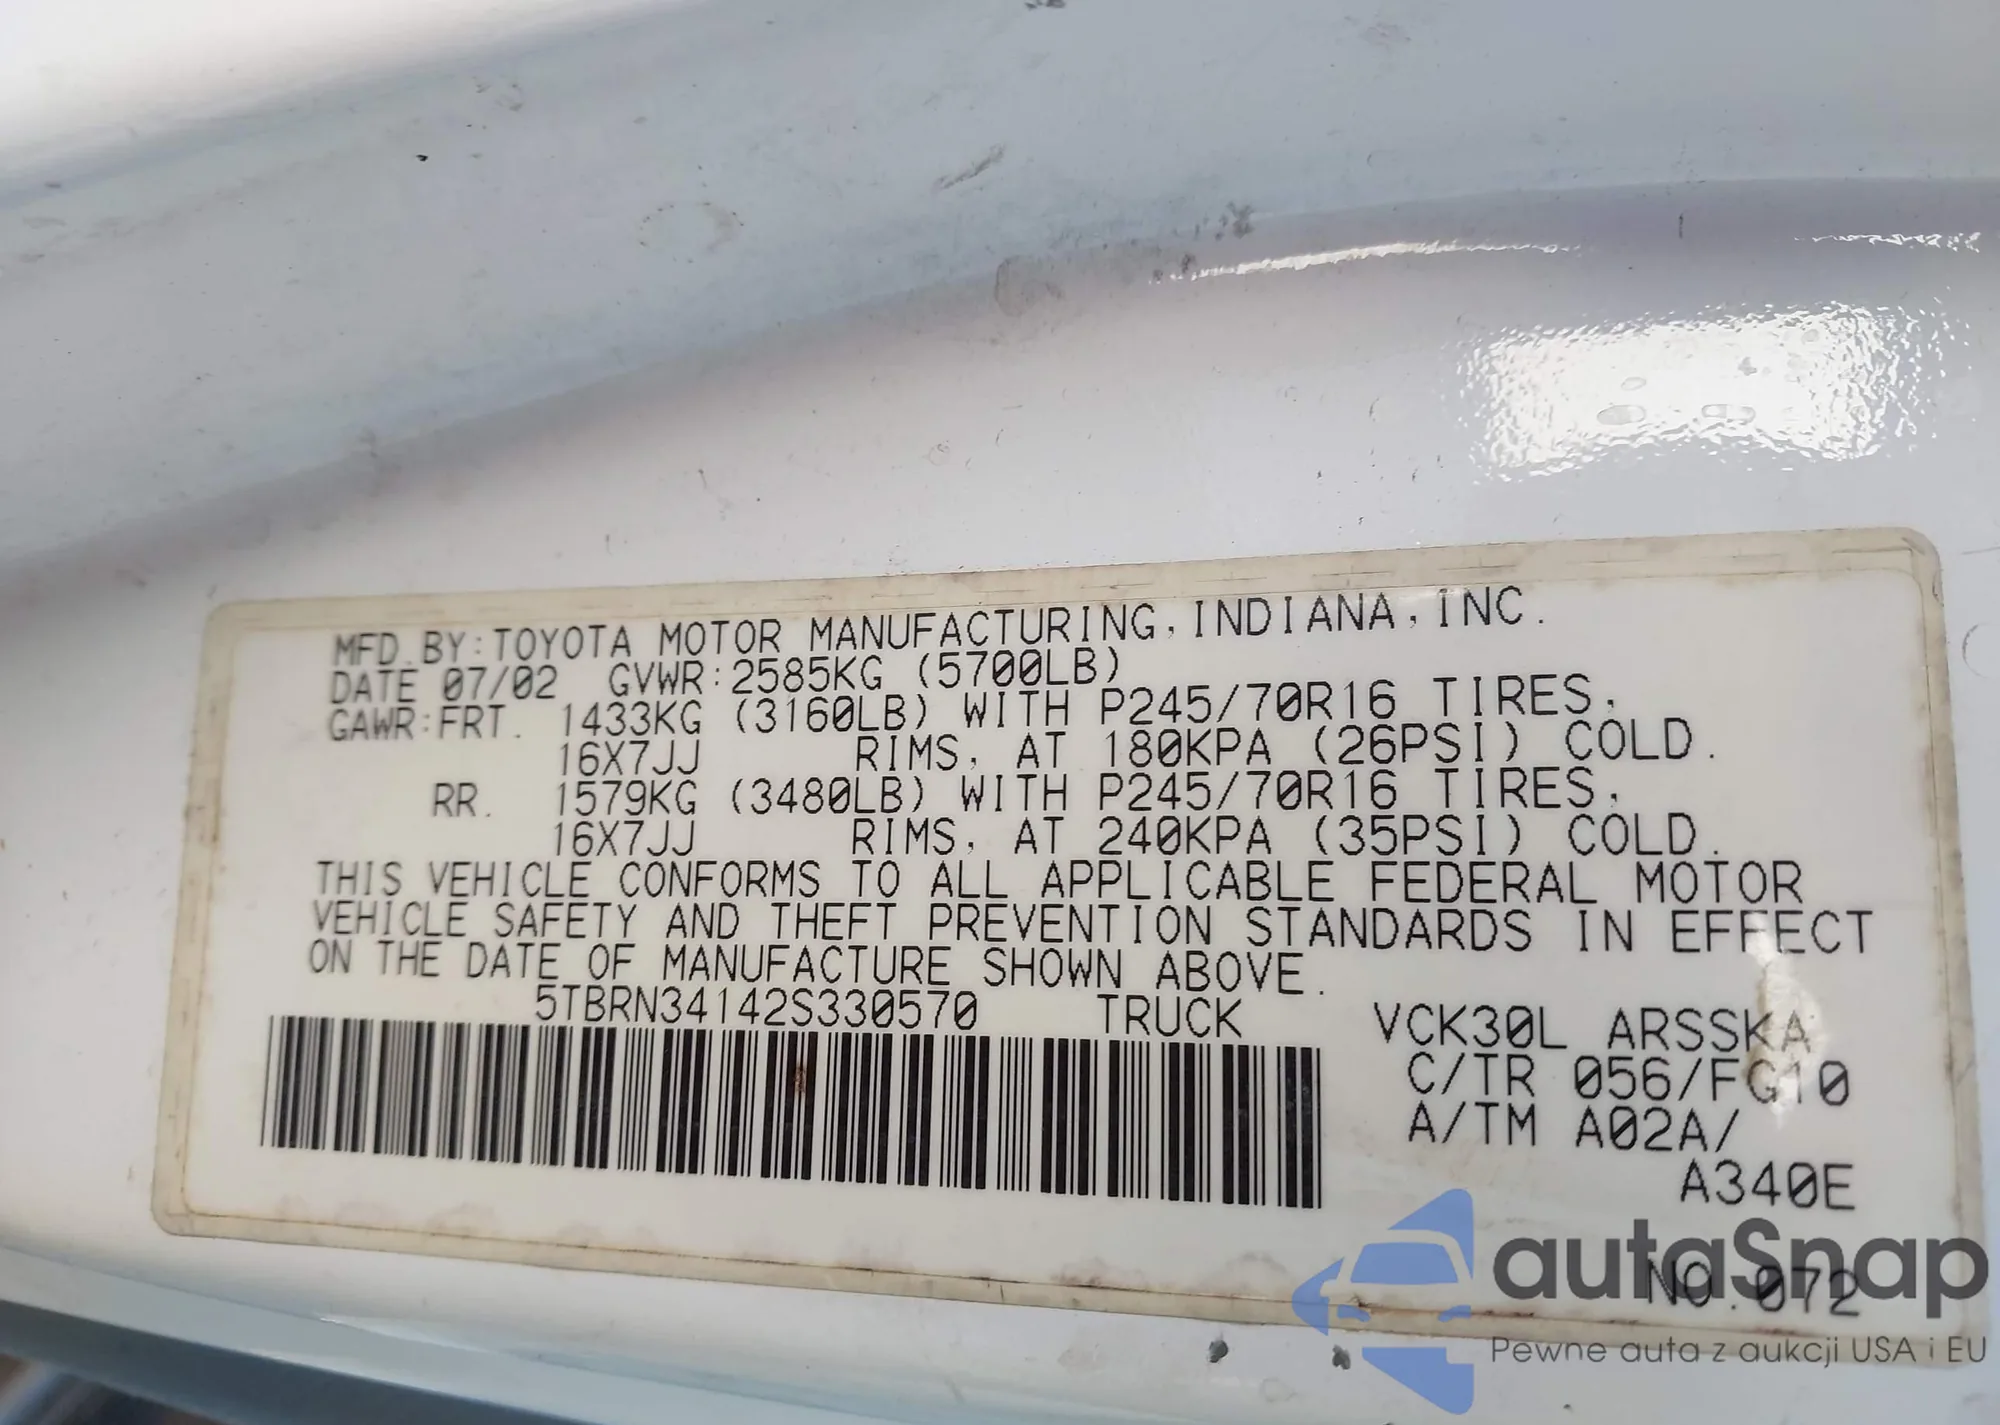 MFD.BY:TOYOTA MOTOR MANUFACTURING,INDIANA,INC.
DATE 07/02 GVWR:2585KG (5700LB)
GAWR:FRT. 1433KG (3160LB) WITH P245/70R16 TIRES,
16X7JJ RIMS, AT 180KPA (26PSI) COLD.
RR. 1579KG (3480LB) WITH P245/70R16 TIRES,
16X7JJ RIMS, AT 240KPA (35PSI) COLD.
THIS VEHICLE CONFORMS TO ALL APPLICABLE FEDERAL MOTOR
VEHICLE SAFETY AND THEFT PREVENTION STANDARDS IN EFFECT
ON THE DATE OF MANUFACTURE SHOWN ABOVE.
5TBRN34142S330570 TRUCK VCK30L ARSSKA
C/TR 056/FG10
A/TM A02A/
A340E
NO.072
autoSnap
Pewne auta z aukcji USA i EU